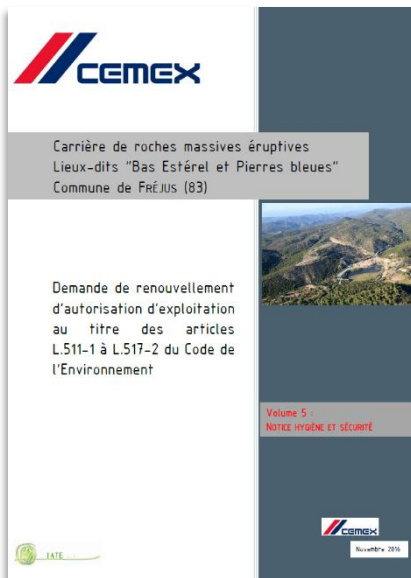 CEMEX
Carrière de roches massives éruptives
Lieux-dits "Bas Estérel et Pierres bleues"
Commune de FRÉJUS (83)
Demande de renouvellement
d'autorisation d'exploitation
au titre des articles
L.511-1 à L.517-2 du Code de
l'Environnement
Volume 5 :
NOTICE HYGIÈNE ET SÉCURITÉ
CEMEX
Novembre 2016
IATE